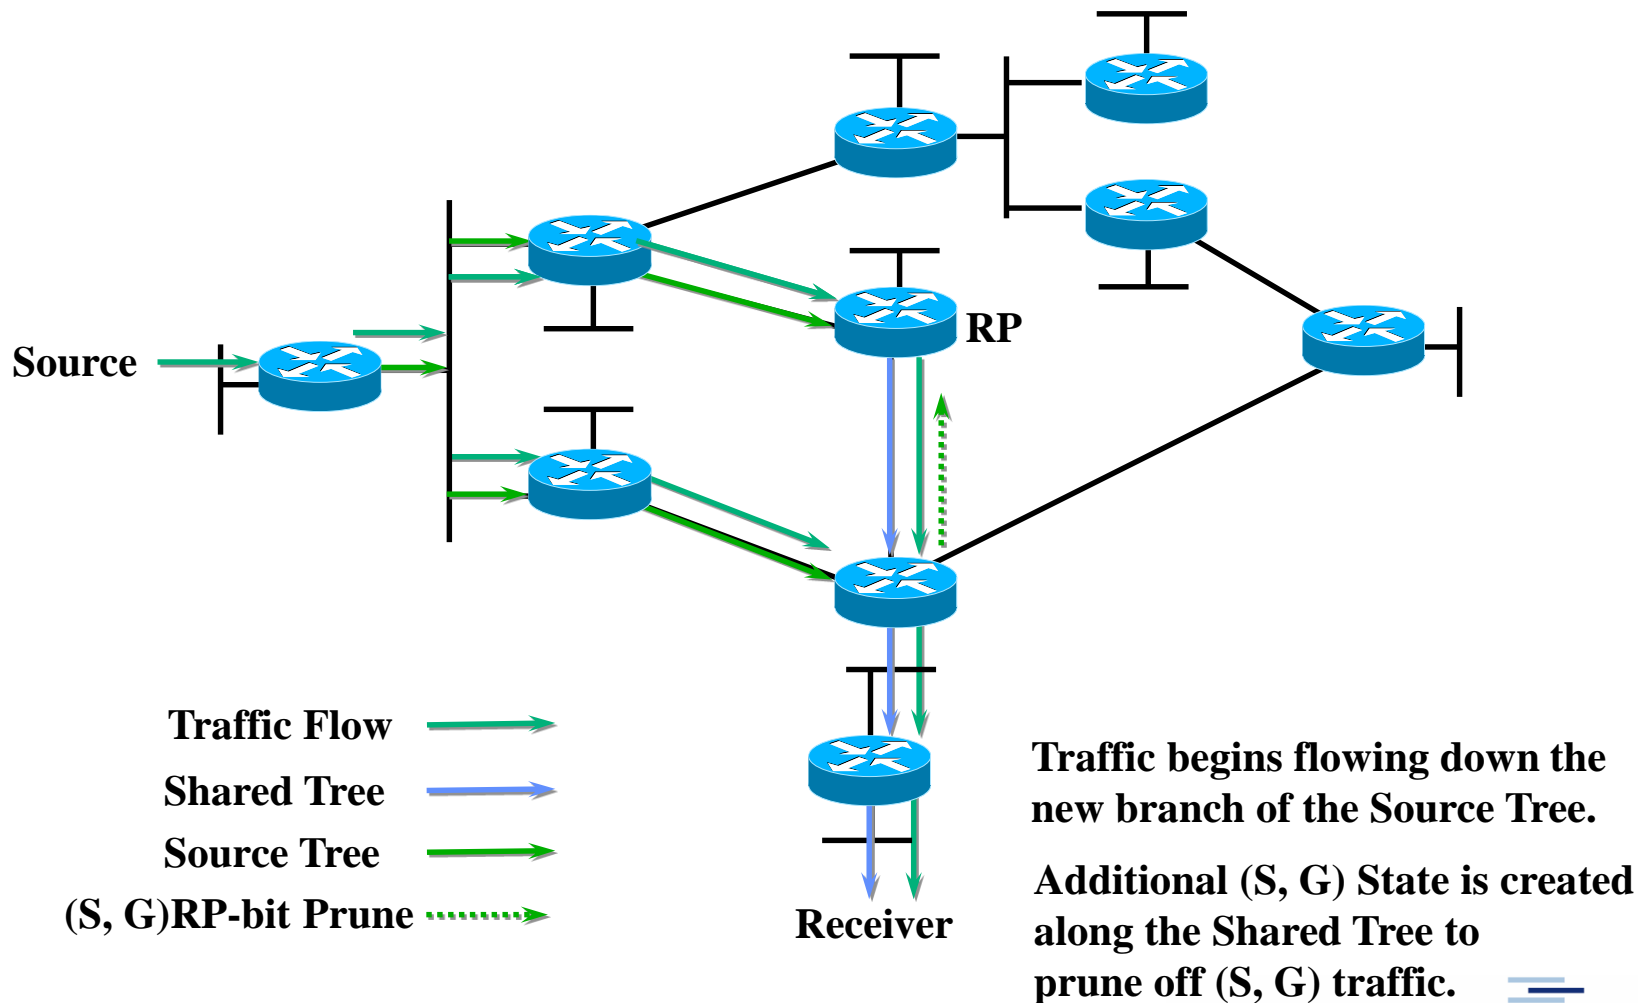 RP
Source
Traffic Flow
Shared Tree
Source Tree
(S, G)RP-bit Prune
Receiver
Traffic begins flowing down the
new branch of the Source Tree.
Additional (S, G) State is created
along the Shared Tree to
prune off (S, G) traffic.